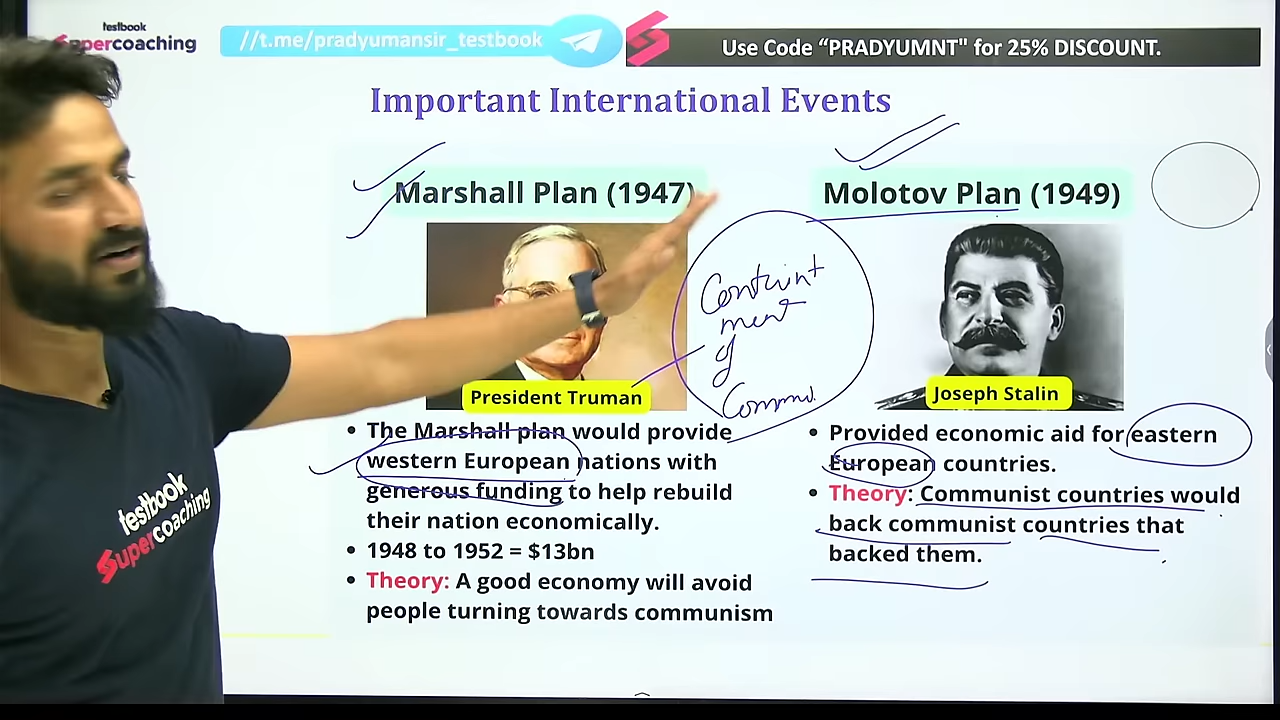 testbook
Supercoaching
//t.me/pradyumansir_testbook
Use Code “PRADYUMNT" for 25% DISCOUNT.
Important International Events
Marshall Plan (1947)
President Truman
• The Marshall plan would provide
western European nations with
generous funding to help rebuild
their nation economically.
• 1948 to 1952 = $13bn
• Theory: A good economy will avoid
people turning towards communism
ment
of
Commu.
Molotov Plan (1949)
Joseph Stalin
• Provided economic aid for eastern
European countries.
• Theory: Communist countries would
back communist countries that
backed them.
testbook
Supercoaching